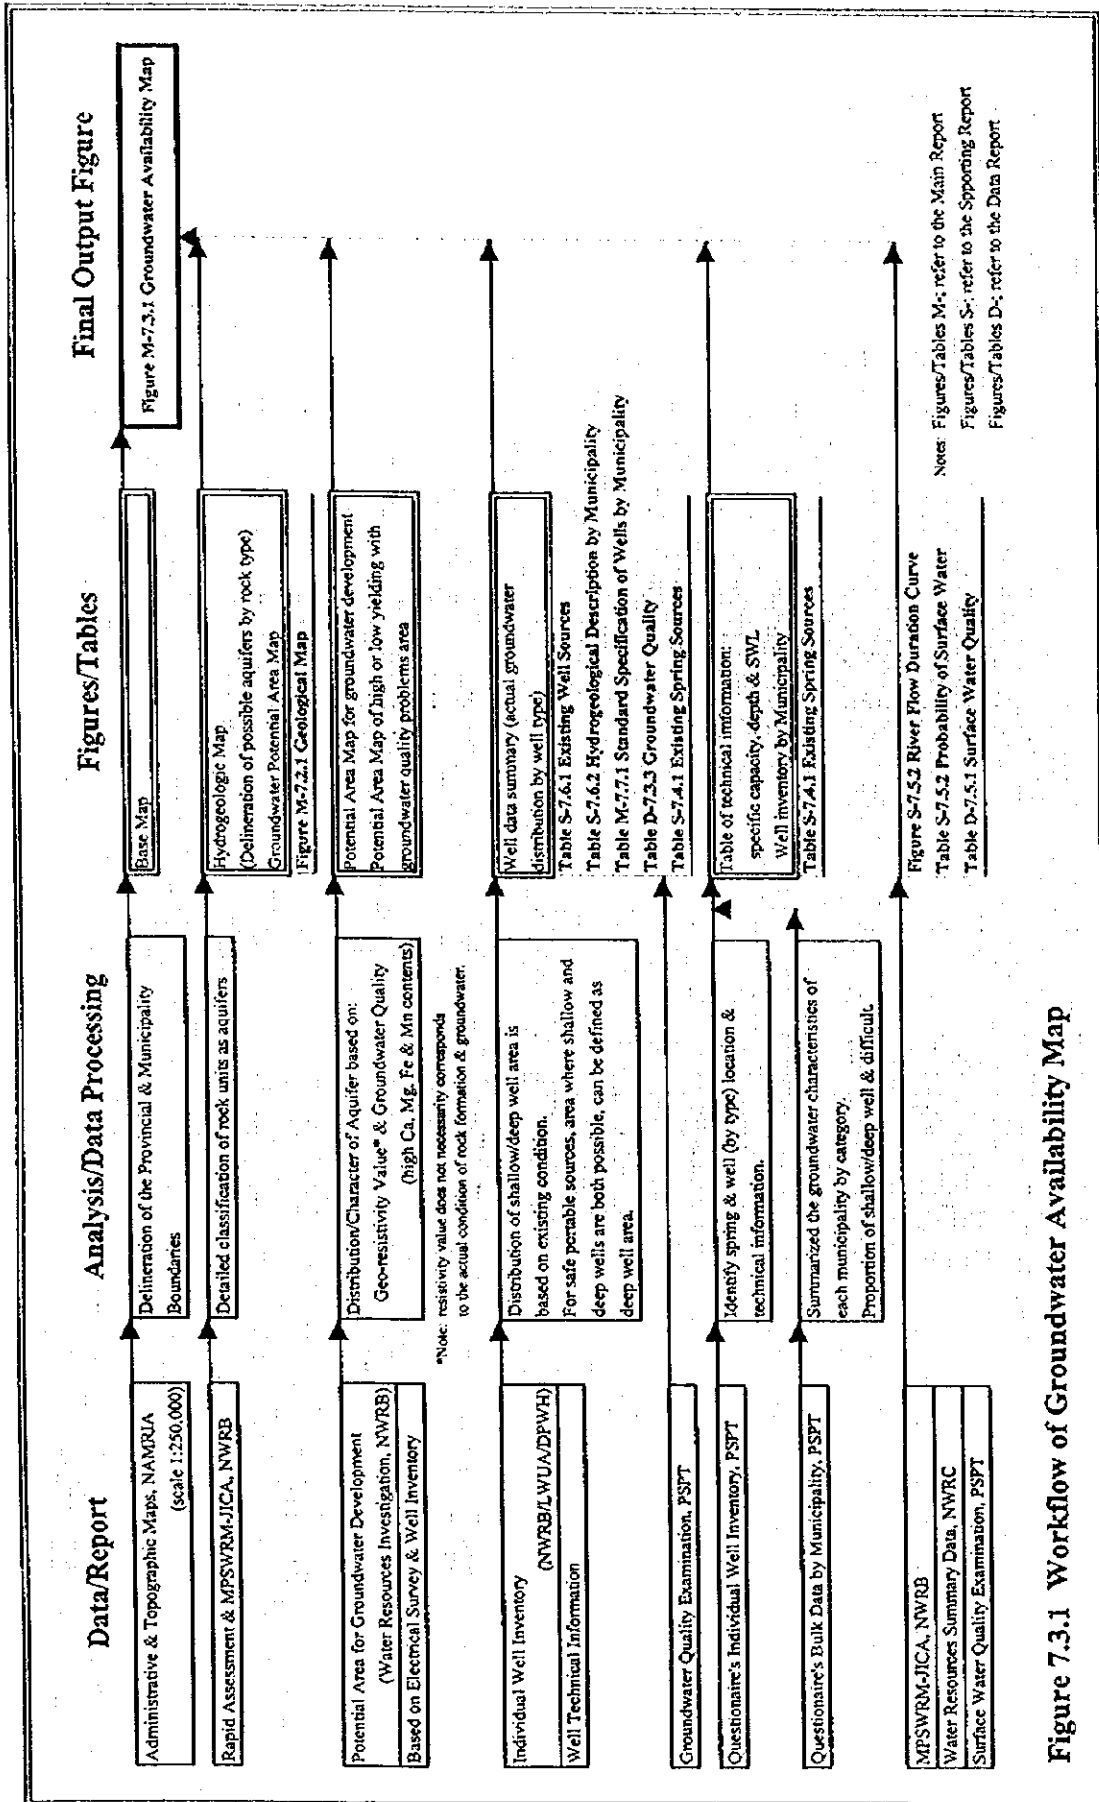 Data/Report
Analysis/Data Processing
Figures/Tables
Final Output Figure
Administrative & Topographic Maps, NAMRIA
(scale 1:250,000)
Delineration of the Provincial & Municipality
Boundaries
Base Map
Figure M-7.3.1 Groundwater Availability Map
Rapid Assessment & MPSWRM-JICA, NWRB
Detailed classification of rock units as aquifers
Hydrogeologic Map
(Delineration of possible aquifers by rock type)
Groundwater Potential Area Map
Figure M-7.2.1 Geological Map
Potential Area for Groundwater Development
(Water Resources Investigation, NWRB)
Based on Electrical Survey & Well Inventory
Distribution/Character of Aquifer based on:
Geo-resistivity Value* & Groundwater Quality
(high Ca, Mg, Fe & Mn contents)
*Note: resistivity value does not necessarity corresponds
to the actual condition of rock formation & groundwater.
Potential Area Map for groundwater development
Potential Area Map of high or low yielding with
groundwater quality problems area
Individual Well Inventory
(NWRB/LWUA/DPWH)
Well Technical Information
Distribution of shallow/deep well area is
based on existing condition.
For safe portable sources, area where shallow and
deep wells are both possible, can be defined as
deep well area.
Well data summary (actual groundwater
distribution by well type)
Table S-7.6.1 Existing Well Sources
Table S-7.6.2 Hydrogeological Description by Municipality
Table M-7.7.1 Standard Specification of Wells by Municipality
Table D-7.3.3 Groundwater Quality
Table S-7.4.1 Existing Spring Sources
Groundwater Quality Examination, PSPT
Questionaire's Individual Well Inventory, PSPT
Identify spring & well (by type) location &
technical information.
Table of technical imformation:
specific capacity, depth & SWL
Well inventory by Municipality
Table S-7.4.1 Existing Spring Sources
Questionaire's Bulk Data by Municipality, PSPT
Summarized the groundwater characteristics of
each municipality by category.
Proportion of shallow/deep well & difficult.
MPSWRM-JICA, NWRB
Water Resources Summary Data, NWRC
Surface Water Quality Examination, PSPT
Figure S-7.5.2 River Flow Duration Curve
Table S-7.5.2 Probability of Surface Water
Table D-7.5.1 Surface Water Quality
Notes: Figures/Tables M-; refer to the Main Report
Figures/Tables S-; refer to the Spporting Report
Figures/Tables D-; refer to the Data Report
Figure 7.3.1 Workflow of Groundwater Availability Map